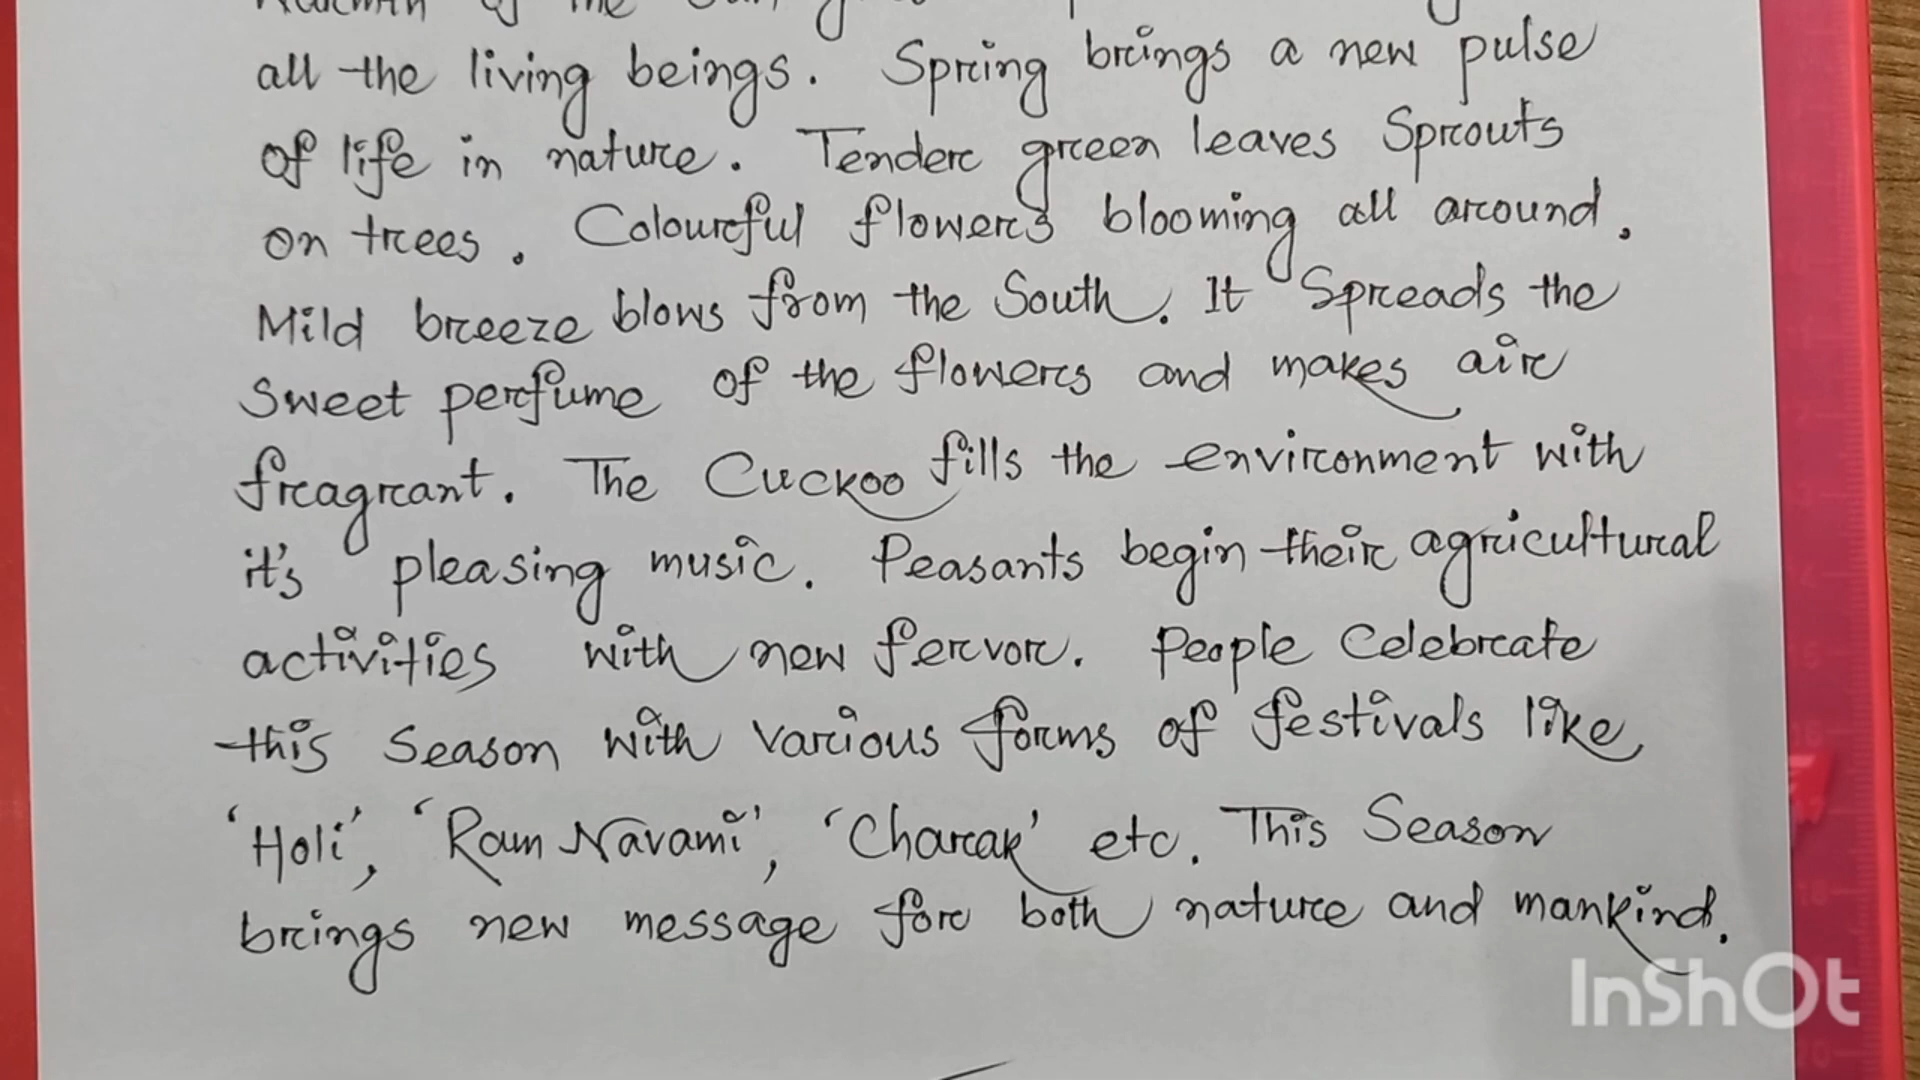 of the Sun
all the living beings. Spring brings a new pulse
of life in nature. Tender green leaves Sprouts
on trees. Colourful flowers blooming all around.
Mild breeze blows from the South. It Spreads the
Sweet perfume of the flowers and makes air
fragrant. The Cuckoo fills the environment with
it's pleasing music. Peasants begin their agricultural
activities with new fervor. People Celebrate
this Season with various forms of festivals like
'Holi', 'Ram Navami', 'Charak' etc. This Season
brings new message for both nature and mankind.
InShOt